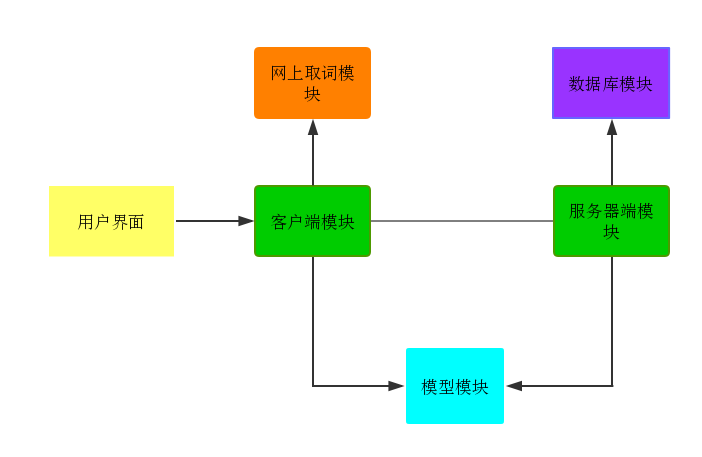 网上取词模
块
数据库模块
用户界面
客户端模块
服务器端模
块
模型模块